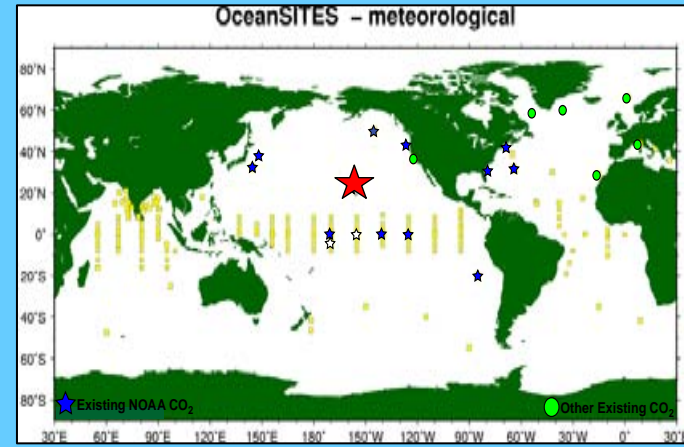 OceanSITES – meteorological
80˚N
60˚N
40˚N
20˚N
0˚
20˚S
40˚S
60˚S
80˚S
Existing NOAA CO₂
Other Existing CO₂
30˚E 60˚E 90˚E 120˚E 150˚E 180˚ 150˚W 120˚W 90˚W 60˚W 30˚W 0˚ 30˚E